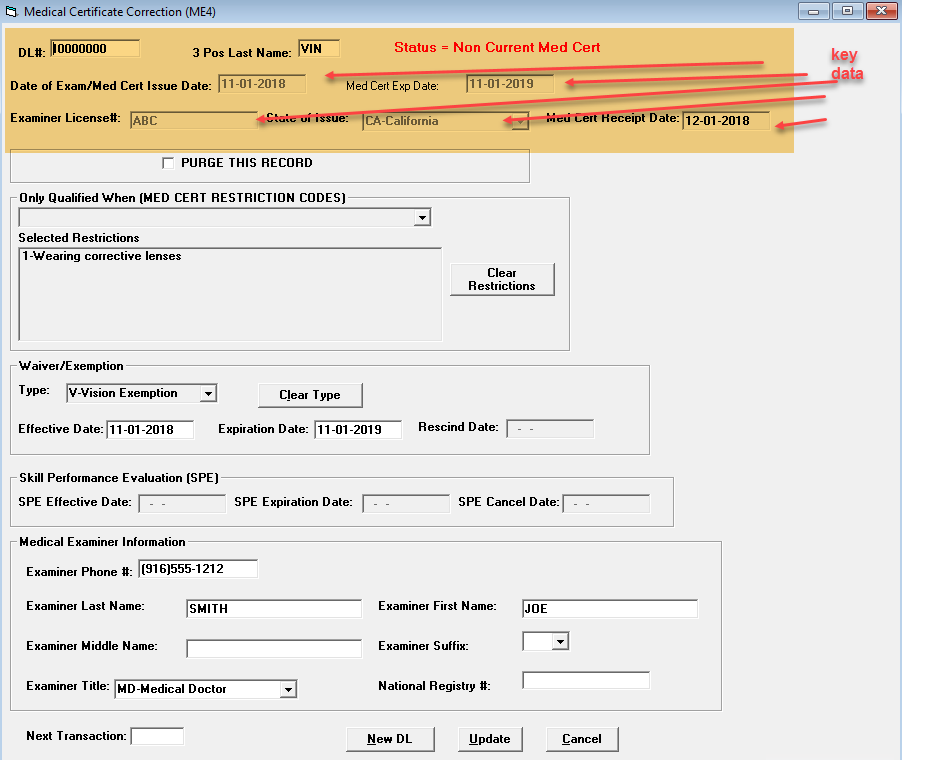 Medical Certificate Correction (ME4)
DL#: I0000000 3 Pos Last Name: VIN Status = Non Current Med Cert
key
data
Date of Exam/Med Cert Issue Date: 11-01-2018 Med Cert Exp Date: 11-01-2019
Examiner License#: ABC State of Issue: CA-California Med Cert Receipt Date: 12-01-2018
PURGE THIS RECORD
Only Qualified When (MED CERT RESTRICTION CODES)
Selected Restrictions
1-Wearing corrective lenses
Clear
Restrictions
Waiver/Exemption
Type: V-Vision Exemption Clear Type
Effective Date: 11-01-2018 Expiration Date: 11-01-2019 Rescind Date: - -
Skill Performance Evaluation (SPE)
SPE Effective Date: - - SPE Expiration Date: - - SPE Cancel Date: - -
Medical Examiner Information
Examiner Phone #: (916)555-1212
Examiner Last Name: SMITH Examiner First Name: JOE
Examiner Middle Name: Examiner Suffix:
Examiner Title: MD-Medical Doctor National Registry #:
Next Transaction: New DL Update Cancel